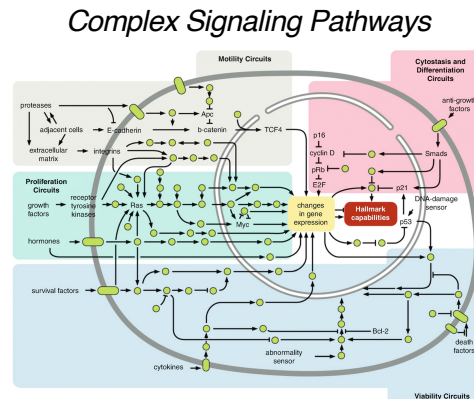 Complex Signaling Pathways
Motility Circuits
Cytostasis and
Differentiation
Circuits
proteases
adjacent cells
extracellular
matrix
E-cadherin
integrins
Apc
b-catenin
TCF4
p16
cyclin D
pRb
E2F
anti-growth
factors
Smads
p21
DNA-damage
sensor
p53
Proliferation
Circuits
growth
factors
receptor
tyrosine
kinases
Ras
Myc
changes
in gene
expression
Hallmark
capabilities
hormones
survival factors
Bcl-2
abnormality
sensor
cytokines
death
factors
Viability Circuits